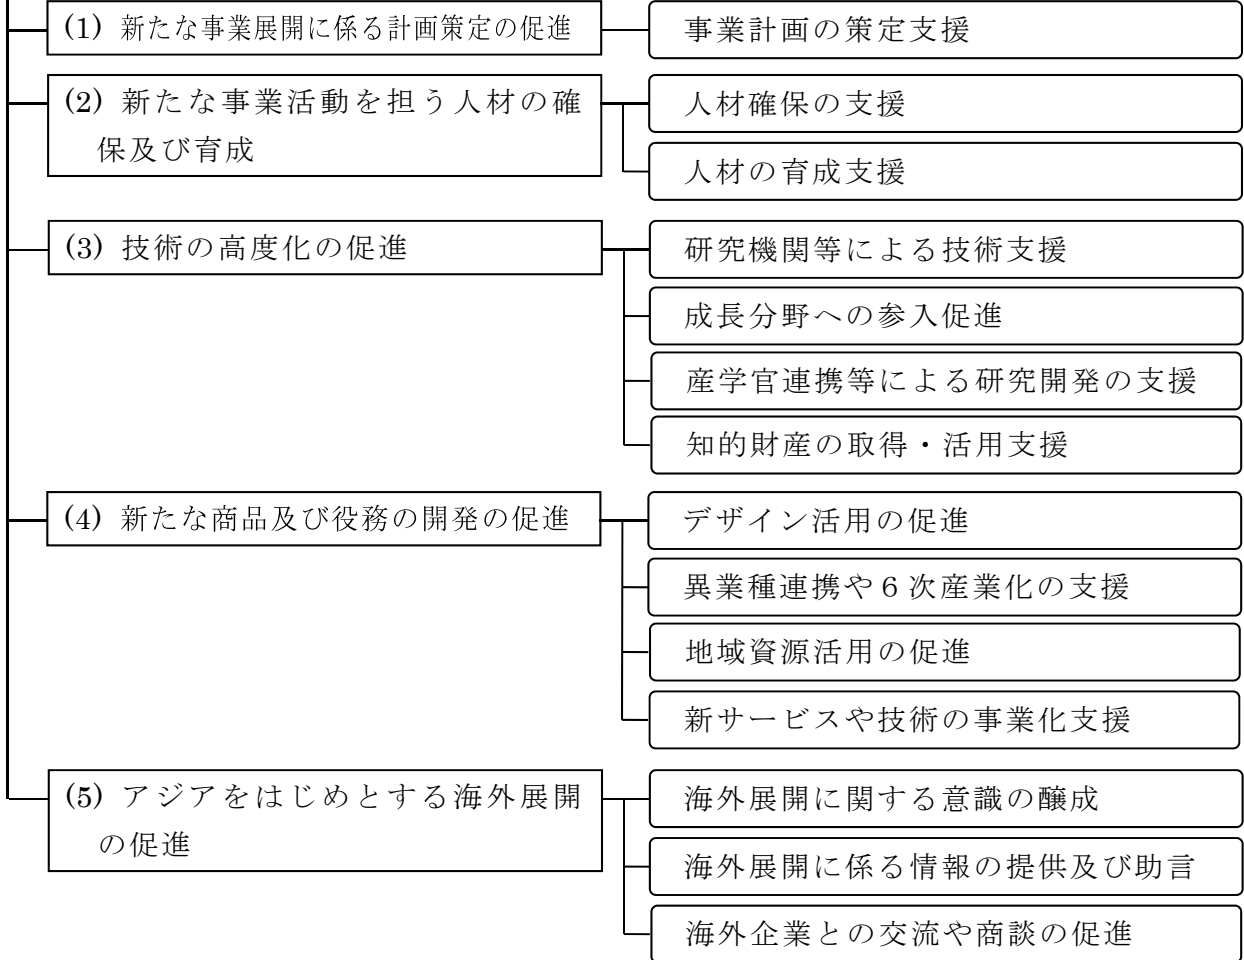 (1) 新たな事業展開に係る計画策定の促進
事業計画の策定支援
(2) 新たな事業活動を担う人材の確
保及び育成
人材確保の支援
人材の育成支援
(3) 技術の高度化の促進
研究機関等による技術支援
成長分野への参入促進
産学官連携等による研究開発の支援
知的財産の取得・活用支援
(4) 新たな商品及び役務の開発の促進
デザイン活用の促進
異業種連携や6次産業化の支援
地域資源活用の促進
新サービスや技術の事業化支援
(5) アジアをはじめとする海外展開
の促進
海外展開に関する意識の醸成
海外展開に係る情報の提供及び助言
海外企業との交流や商談の促進